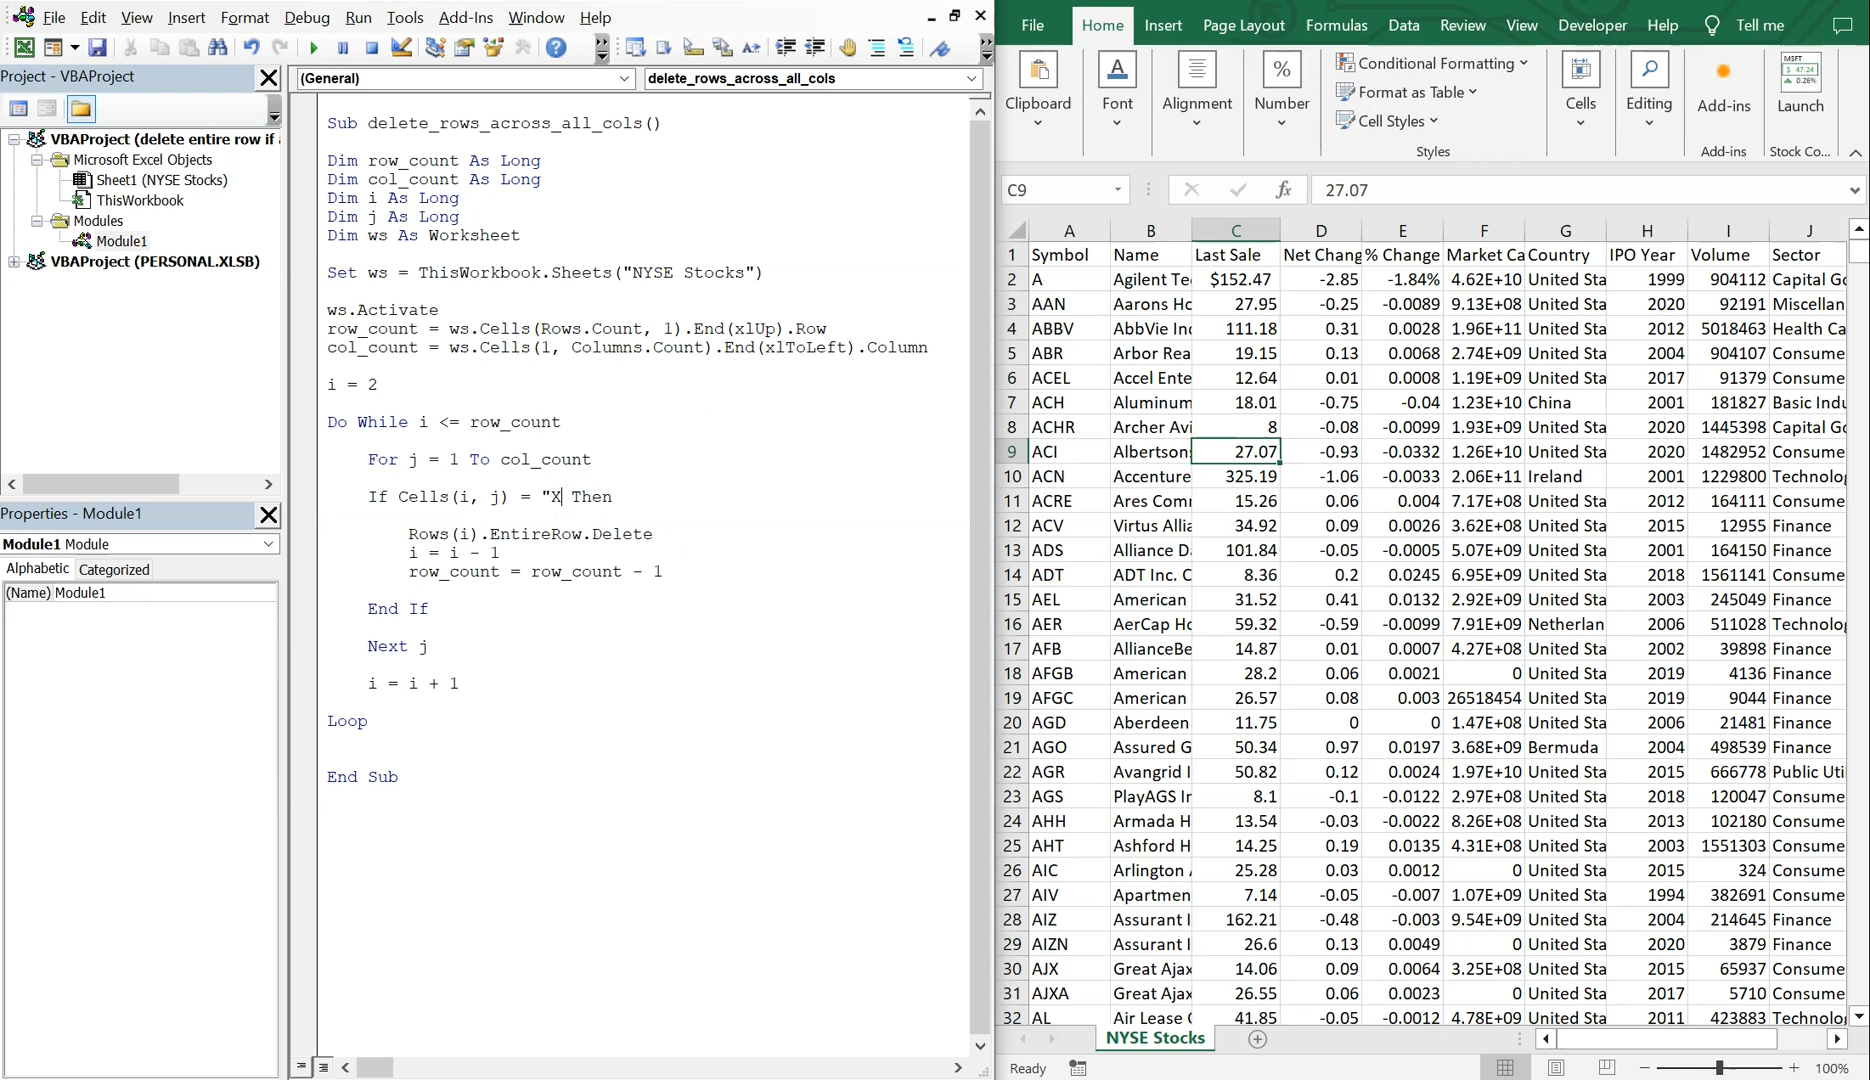 File Edit View Insert Format Debug Run Tools Add-Ins Window Help
Project - VBAProject
VBAProject (delete entire row if
Microsoft Excel Objects
Sheet1 (NYSE Stocks)
ThisWorkbook
Modules
Module1
VBAProject (PERSONAL.XLSB)
Properties - Module1
Module1 Module
Alphabetic Categorized
(Name) Module1
(General) delete_rows_across_all_cols
Sub delete_rows_across_all_cols()
Dim row_count As Long
Dim col_count As Long
Dim i As Long
Dim j As Long
Dim ws As Worksheet
Set ws = ThisWorkbook.Sheets("NYSE Stocks")
ws.Activate
row_count = ws.Cells(Rows.Count, 1).End(xlUp).Row
col_count = ws.Cells(1, Columns.Count).End(xlToLeft).Column
i = 2
Do While i <= row_count
For j = 1 To col_count
If Cells(i, j) = "X Then
Rows(i).EntireRow.Delete
i = i - 1
row_count = row_count - 1
End If
Next j
i = i + 1
Loop
End Sub
File Home Insert Page Layout Formulas Data Review View Developer Help Tell me
Clipboard Font Alignment Number
Conditional Formatting
Format as Table
Cell Styles
Styles
Cells Editing Add-ins
Add-ins
MSFT
$ 47.24
0.26%
Launch
Stock Co...
C9 fx 27.07
A B C D E F G H I J
1 Symbol Name Last Sale Net Chang % Change Market Ca Country IPO Year Volume Sector
2 A Agilent Te $152.47 -2.85 -1.84% 4.62E+10 United Sta 1999 904112 Capital Go
3 AAN Aarons Ho 27.95 -0.25 -0.0089 9.13E+08 United Sta 2020 92191 Miscellan
4 ABBV AbbVie Inc 111.18 0.31 0.0028 1.96E+11 United Sta 2012 5018463 Health Ca
5 ABR Arbor Rea 19.15 0.13 0.0068 2.74E+09 United Sta 2004 904107 Consume
6 ACEL Accel Ente 12.64 0.01 0.0008 1.19E+09 United Sta 2017 91379 Consume
7 ACH Aluminum 18.01 -0.75 -0.04 1.23E+10 China 2001 181827 Basic Indu
8 ACHR Archer Avi 8 -0.08 -0.0099 1.93E+09 United Sta 2020 1445398 Capital Go
9 ACI Albertson 27.07 -0.93 -0.0332 1.26E+10 United Sta 2020 1482952 Consume
10 ACN Accenture 325.19 -1.06 -0.0033 2.06E+11 Ireland 2001 1229800 Technolog
11 ACRE Ares Comr 15.26 0.06 0.004 7.17E+08 United Sta 2012 164111 Consume
12 ACV Virtus Allia 34.92 0.09 0.0026 3.62E+08 United Sta 2015 12955 Finance
13 ADS Alliance Da 101.84 -0.05 -0.0005 5.07E+09 United Sta 2001 164150 Finance
14 ADT ADT Inc. C 8.36 0.2 0.0245 6.95E+09 United Sta 2018 1561141 Consume
15 AEL American 31.52 0.41 0.0132 2.92E+09 United Sta 2003 245049 Finance
16 AER AerCap Ho 59.32 -0.59 -0.0099 7.91E+09 Netherlan 2006 511028 Technolog
17 AFB AllianceBe 14.87 0.01 0.0007 4.27E+08 United Sta 2002 39898 Finance
18 AFGB American 28.2 0.06 0.0021 0 United Sta 2019 4136 Finance
19 AFGC American 26.57 0.08 0.003 26518454 United Sta 2019 9044 Finance
20 AGD Aberdeen 11.75 0 0 1.47E+08 United Sta 2006 21481 Finance
21 AGO Assured G 50.34 0.97 0.0197 3.68E+09 Bermuda 2004 498539 Finance
22 AGR Avangrid I 50.82 0.12 0.0024 1.97E+10 United Sta 2015 666778 Public Uti
23 AGS PlayAGS Ir 8.1 -0.1 -0.0122 2.97E+08 United Sta 2018 120047 Consume
24 AHH Armada H 13.54 -0.03 -0.0022 8.26E+08 United Sta 2013 102180 Consume
25 AHT Ashford H 14.25 0.19 0.0135 4.31E+08 United Sta 2003 1551303 Consume
26 AIC Arlington A 25.28 0.03 0.0012 0 United Sta 2015 324 Consume
27 AIV Apartmen 7.14 -0.05 -0.007 1.07E+09 United Sta 1994 382691 Consume
28 AIZ Assurant I 162.21 -0.48 -0.003 9.54E+09 United Sta 2004 214645 Finance
29 AIZN Assurant I 26.6 0.13 0.0049 0 United Sta 2020 3879 Finance
30 AJX Great Ajax 14.06 0.09 0.0064 3.25E+08 United Sta 2015 65937 Consume
31 AJXA Great Ajax 26.55 0.06 0.0023 0 United Sta 2017 5710 Consume
32 AL Air Lease C 41.85 -0.05 -0.0012 4.78E+09 United Sta 2011 423883 Technolog
NYSE Stocks
Ready 100%